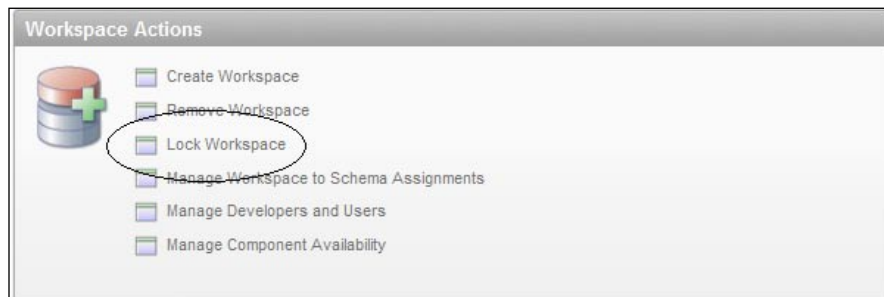 Workspace Actions
Create Workspace
Remove Workspace
Lock Workspace
Manage Workspace to Schema Assignments
Manage Developers and Users
Manage Component Availability